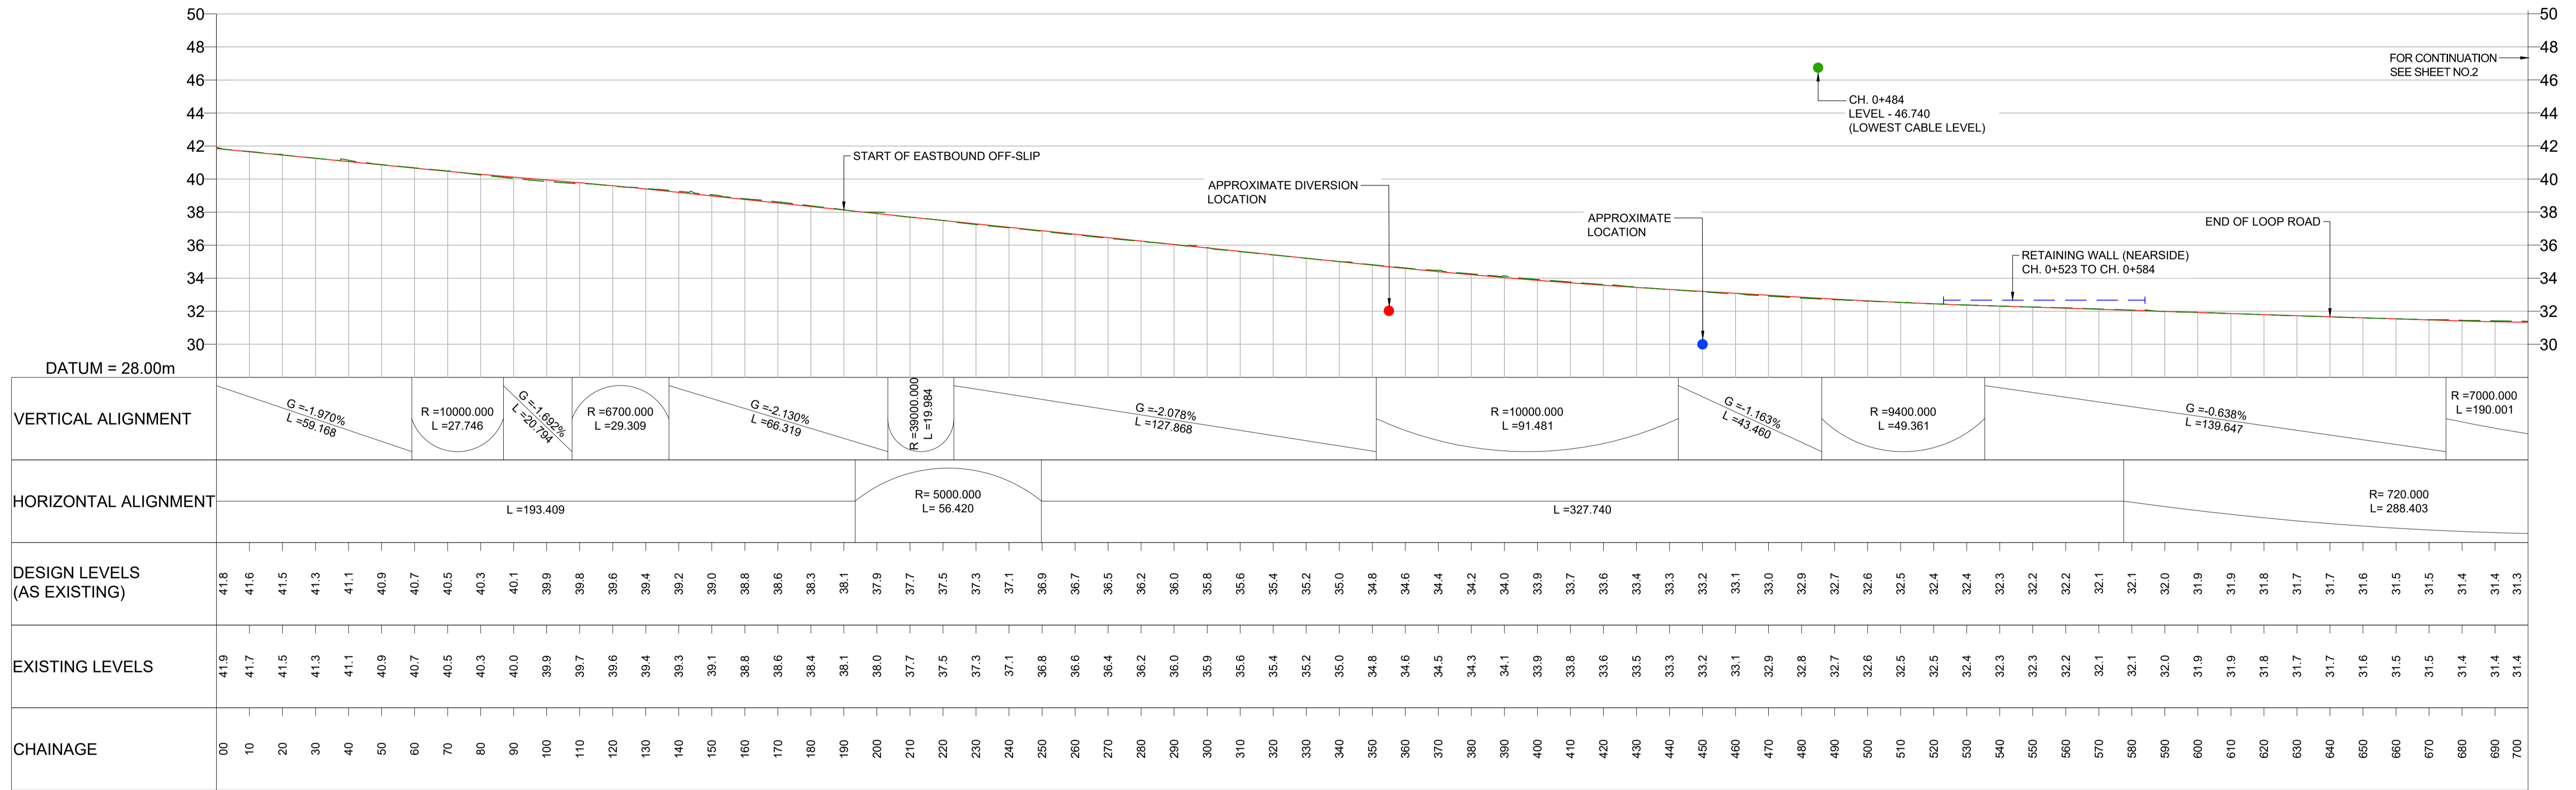 50
48
46
44
42
40
38
36
34
32
30
50
48
46
44
42
40
38
36
34
32
30
FOR CONTINUATION
SEE SHEET NO.2
CH. 0+484
LEVEL - 46.740
(LOWEST CABLE LEVEL)
START OF EASTBOUND OFF-SLIP
APPROXIMATE DIVERSION
LOCATION
APPROXIMATE
LOCATION
END OF LOOP ROAD
RETAINING WALL (NEARSIDE)
CH. 0+523 TO CH. 0+584
DATUM = 28.00m
VERTICAL ALIGNMENT
G =-1.970%
L =59.168
R =10000.000
L =27.746
G =-1.692%
L =20.794
R =6700.000
L =29.309
G =-2.130%
L =66.319
R =39000.000
L =19.984
G =-2.078%
L =127.868
R =10000.000
L =91.481
G =-1.163%
L =43.460
R =9400.000
L =49.361
G =-0.638%
L =139.647
R =7000.000
L =190.001
HORIZONTAL ALIGNMENT
L =193.409
R= 5000.000
L= 56.420
L =327.740
R= 720.000
L= 288.403
DESIGN LEVELS
(AS EXISTING)
41.8 41.6 41.5 41.3 41.1 40.9 40.7 40.5 40.3 40.1 39.9 39.8 39.6 39.4 39.2 39.0 38.8 38.6 38.3 38.1 37.9 37.7 37.5 37.3 37.1 36.9 36.7 36.5 36.2 36.0 35.8 35.6 35.4 35.2 35.0 34.8 34.6 34.4 34.2 34.0 33.9 33.7 33.6 33.4 33.3 33.2 33.1 33.0 32.9 32.7 32.6 32.5 32.4 32.4 32.3 32.2 32.2 32.1 32.1 32.0 31.9 31.9 31.8 31.7 31.7 31.6 31.5 31.5 31.4 31.4 31.3
EXISTING LEVELS
41.9 41.7 41.5 41.3 41.1 40.9 40.7 40.5 40.3 40.0 39.9 39.7 39.6 39.4 39.3 39.1 38.8 38.6 38.4 38.1 38.0 37.7 37.5 37.3 37.1 36.8 36.6 36.4 36.2 36.0 35.9 35.6 35.4 35.2 35.0 34.8 34.6 34.5 34.3 34.1 33.9 33.8 33.6 33.5 33.3 33.2 33.1 32.9 32.8 32.7 32.6 32.5 32.5 32.4 32.3 32.3 32.2 32.1 32.1 32.0 31.9 31.9 31.8 31.7 31.7 31.6 31.5 31.5 31.4 31.4 31.4
CHAINAGE
00 10 20 30 40 50 60 70 80 90 100 110 120 130 140 150 160 170 180 190 200 210 220 230 240 250 260 270 280 290 300 310 320 330 340 350 360 370 380 390 400 410 420 430 440 450 460 470 480 490 500 510 520 530 540 550 560 570 580 590 600 610 620 630 640 650 660 670 680 690 700